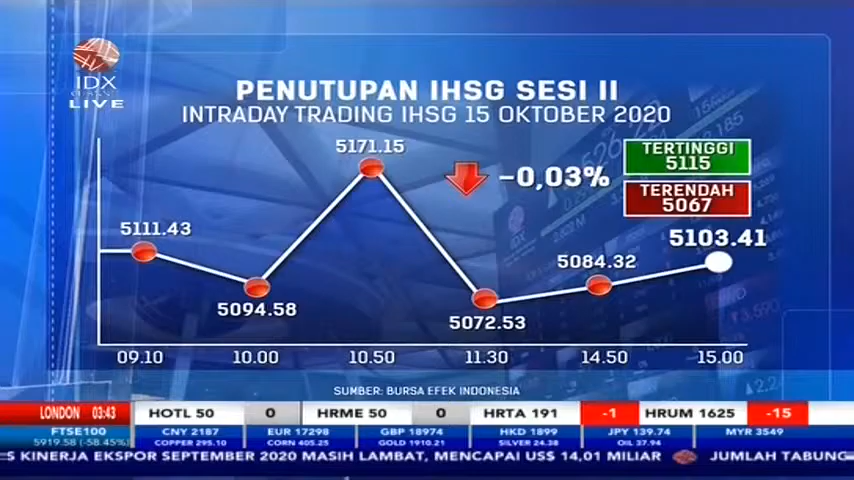 IDX
CHANNEL
LIVE
PENUTUPAN IHSG SESI II
INTRADAY TRADING IHSG 15 OKTOBER 2020
5171.15
-0,03%
TERTINGGI
5115
TERENDAH
5067
5111.43
5094.58
5072.53
5084.32
5103.41
09.10 10.00 10.50 11.30 14.50 15.00
SUMBER: BURSA EFEK INDONESIA
LONDON 03:43 HOTL 50 0 HRME 50 0 HRTA 191 -1 HRUM 1625 -15
FTSE100 CNY 2187 EUR 17298 GBP 18974 HKD 1899 JPY 139.74 MYR 3549
5919.58 (-58.45%) COPPER 295.10 CORN 405.25 GOLD 1910.21 SILVER 24.38 OIL 37.94
S KINERJA EKSPOR SEPTEMBER 2020 MASIH LAMBAT, MENCAPAI US$ 14,01 MILIAR JUMLAH TABUNG